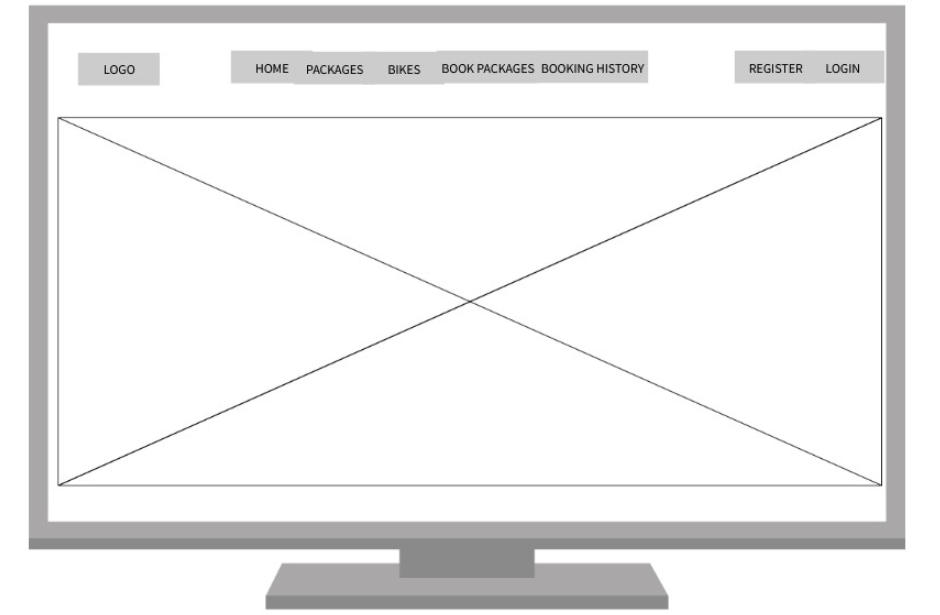 LOGO HOME PACKAGES BIKES BOOK PACKAGES BOOKING HISTORY REGISTER LOGIN